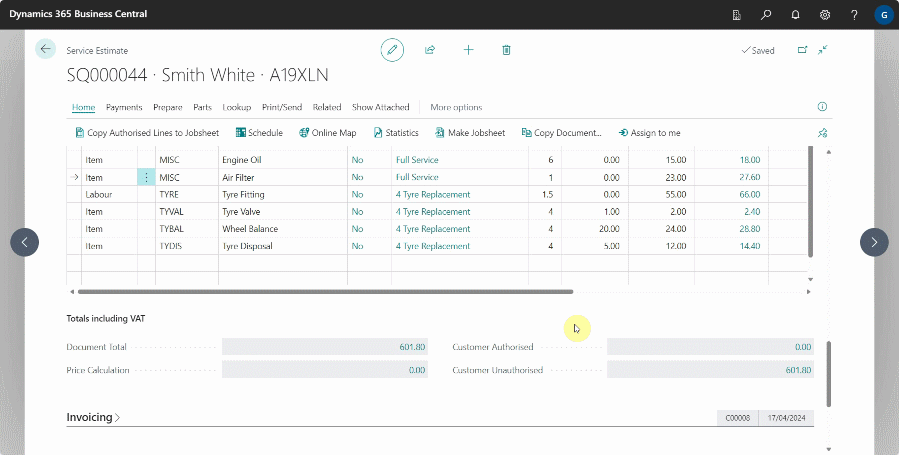 Dynamics 365 Business Central
G
Service Estimate
Saved
SQ000044 · Smith White · A19XLN
Home Payments Prepare Parts Lookup Print/Send Related Show Attached More options
Copy Authorised Lines to Jobsheet Schedule Online Map Statistics Make Jobsheet Copy Document... Assign to me
Item MISC Engine Oil No Full Service 6 0.00 15.00 18.00
Item MISC Air Filter No Full Service 1 0.00 23.00 27.60
Labour TYRE Tyre Fitting No 4 Tyre Replacement 1.5 0.00 55.00 66.00
Item TYVAL Tyre Valve No 4 Tyre Replacement 4 1.00 2.00 2.40
Item TYBAL Wheel Balance No 4 Tyre Replacement 4 20.00 24.00 28.80
Item TYDIS Tyre Disposal No 4 Tyre Replacement 4 5.00 12.00 14.40
Totals including VAT
Document Total 601.80 Customer Authorised 0.00
Price Calculation 0.00 Customer Unauthorised 601.80
Invoicing C00008 17/04/2024